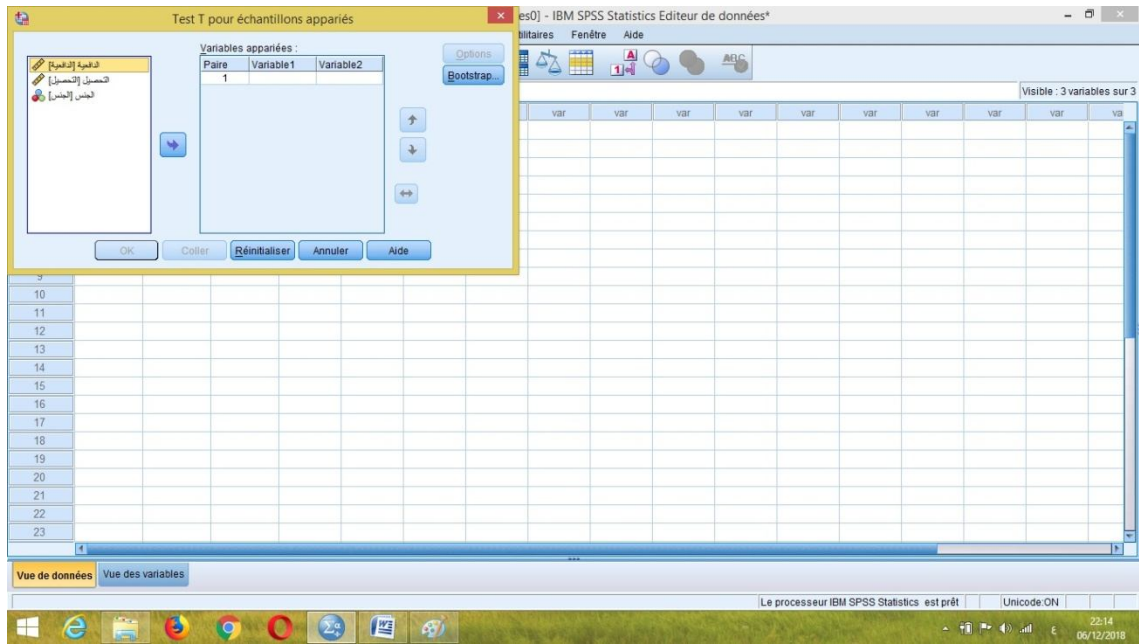 Test T pour échantillons appariés
es0] - IBM SPSS Statistics Editeur de données*
tilitaires Fenêtre Aide
Variables appariées :
Options
الدافعية [الدافعية]
التحصيل [التحصيل]
الجنس [الجنس]
Paire Variable1 Variable2
1
Bootstrap...
OK Coller Réinitialiser Annuler Aide
Visible : 3 variables sur 3
var var var var var var var var var va
9
10
11
12
13
14
15
16
17
18
19
20
21
22
23
Vue de données Vue des variables
Le processeur IBM SPSS Statistics est prêt Unicode:ON
ع 22:14
06/12/2018